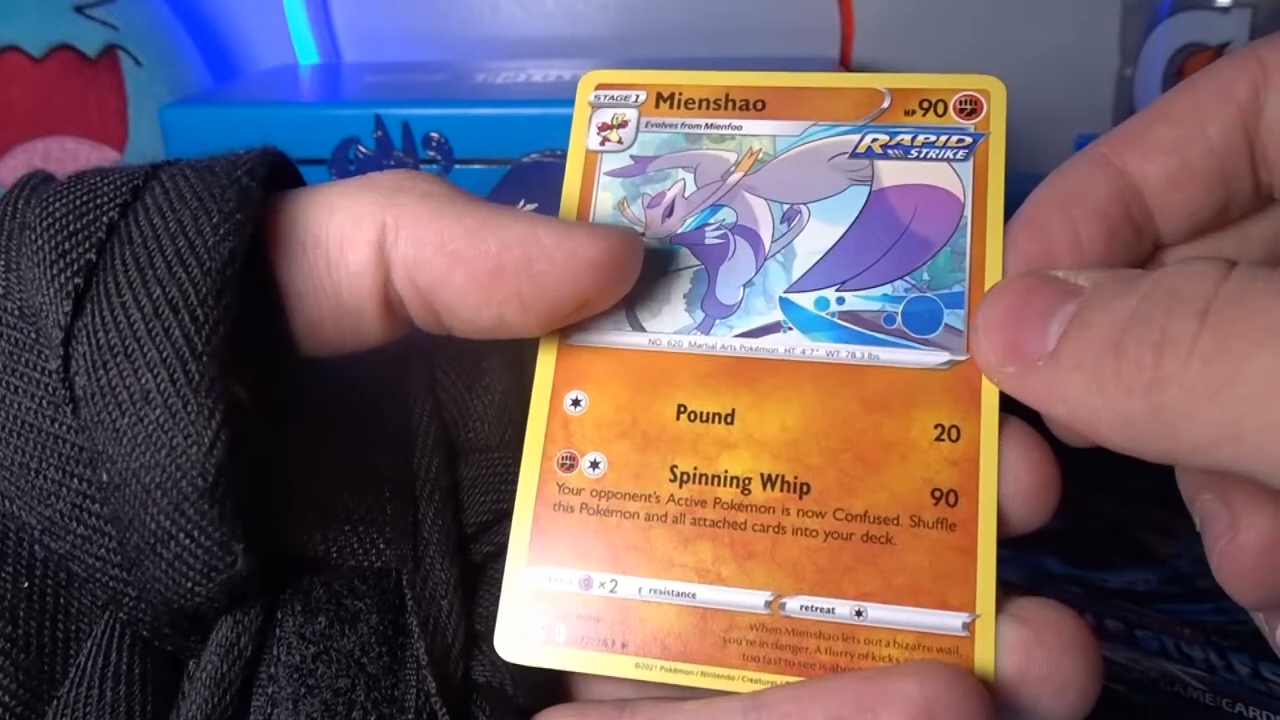 STAGE 1
Mienshao
HP 90
Evolves from Mienfoo
RAPID
STRIKE
NO. 620 Martial Arts Pokémon HT: 4'7" WT: 78.3 lbs
Pound
20
Spinning Whip
90
Your opponent's Active Pokémon is now Confused. Shuffle
this Pokémon and all attached cards into your deck.
×2
resistance
retreat
When Mienshao lets out a bizarre wail,
you're in danger. A flurry of kicks
too fast to see is
©2021 Pokémon / Nintendo / Creatures /
GAME CARD